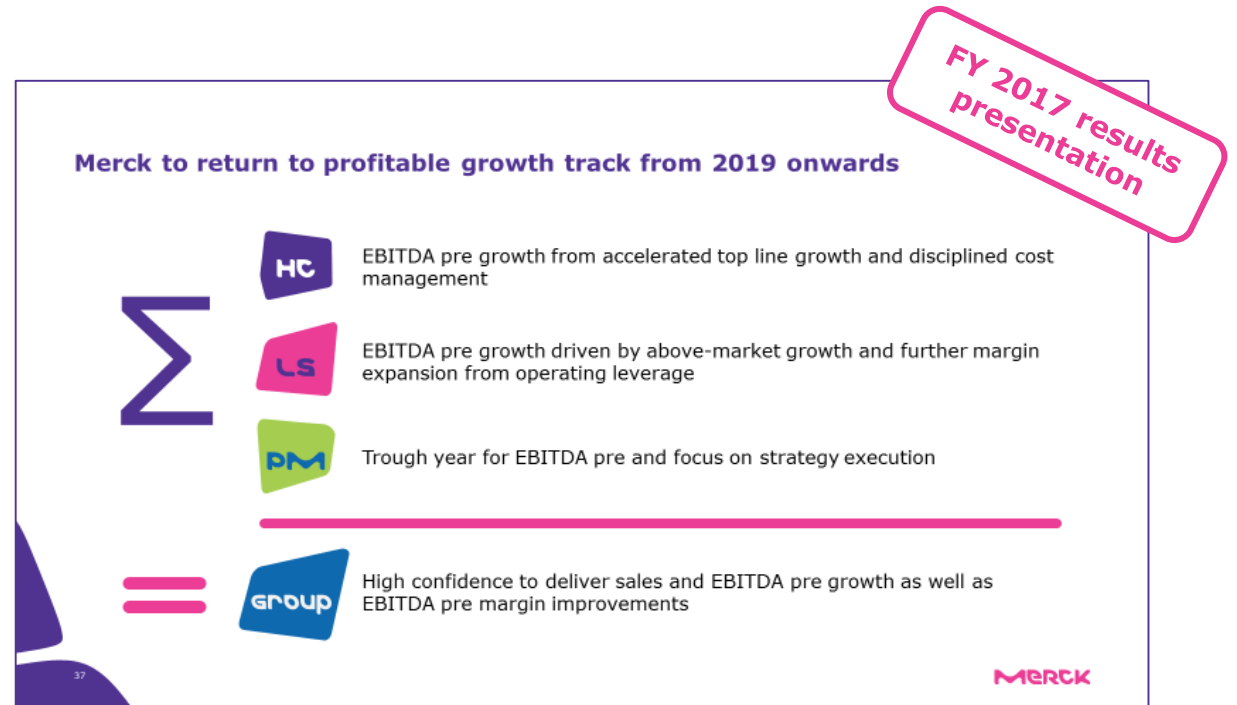 FY 2017 results
presentation
Merck to return to profitable growth track from 2019 onwards
HC
EBITDA pre growth from accelerated top line growth and disciplined cost
management
Σ
LS
EBITDA pre growth driven by above-market growth and further margin
expansion from operating leverage
PM
Trough year for EBITDA pre and focus on strategy execution
=
Group
High confidence to deliver sales and EBITDA pre growth as well as
EBITDA pre margin improvements
37
Merck